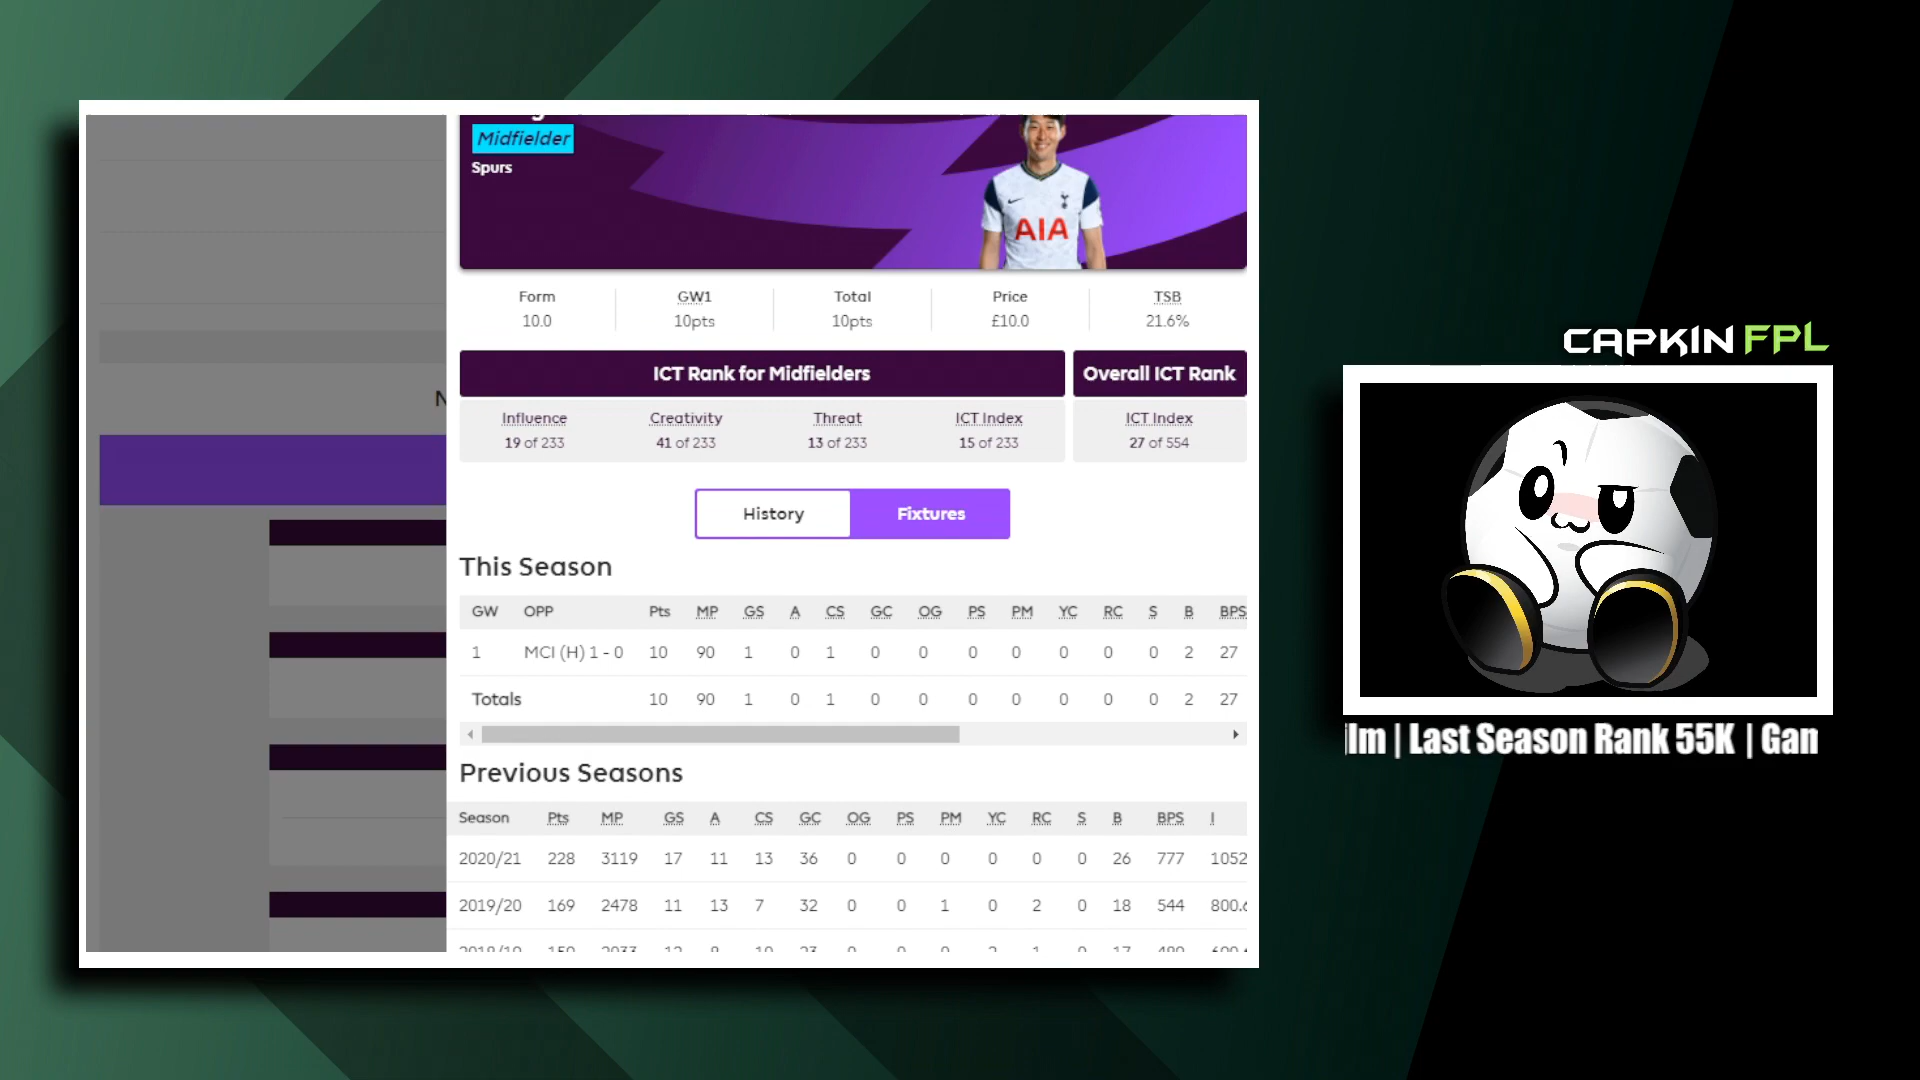 Midfielder
Spurs
AIA
Form GW1 Total Price TSB
10.0 10pts 10pts £10.0 21.6%
ICT Rank for Midfielders Overall ICT Rank
Influence Creativity Threat ICT Index ICT Index
19 of 233 41 of 233 13 of 233 15 of 233 27 of 554
History Fixtures
This Season
GW OPP Pts MP GS A CS GC OG PS PM YC RC S B BPS
1 MCI (H) 1 - 0 10 90 1 0 1 0 0 0 0 0 0 0 2 27
Totals 10 90 1 0 1 0 0 0 0 0 0 0 2 27
Previous Seasons
Season Pts MP GS A CS GC OG PS PM YC RC S B BPS I
2020/21 228 3119 17 11 13 36 0 0 0 0 0 0 26 777 1052
2019/20 169 2478 11 13 7 32 0 0 1 0 2 0 18 544 800.
CAPKIN FPL
lm | Last Season Rank 55K | Gam